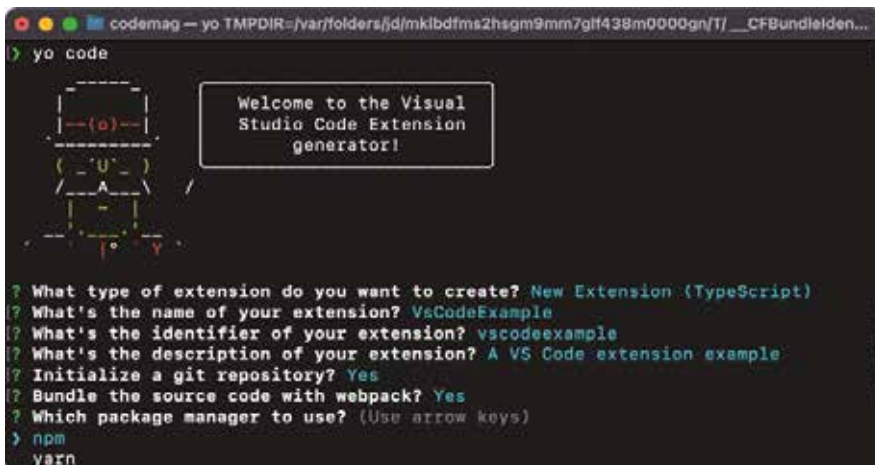 codemag — yo TMPDIR=/var/folders/jd/mklbdfms2hsgm9mm7glf438m0000gn/T/ __CFBundleIden...
❯ yo code
Welcome to the Visual
Studio Code Extension
generator!
? What type of extension do you want to create? New Extension (TypeScript)
? What's the name of your extension? VsCodeExample
? What's the identifier of your extension? vscodeexample
? What's the description of your extension? A VS Code extension example
? Initialize a git repository? Yes
? Bundle the source code with webpack? Yes
? Which package manager to use? (Use arrow keys)
❯ npm
yarn